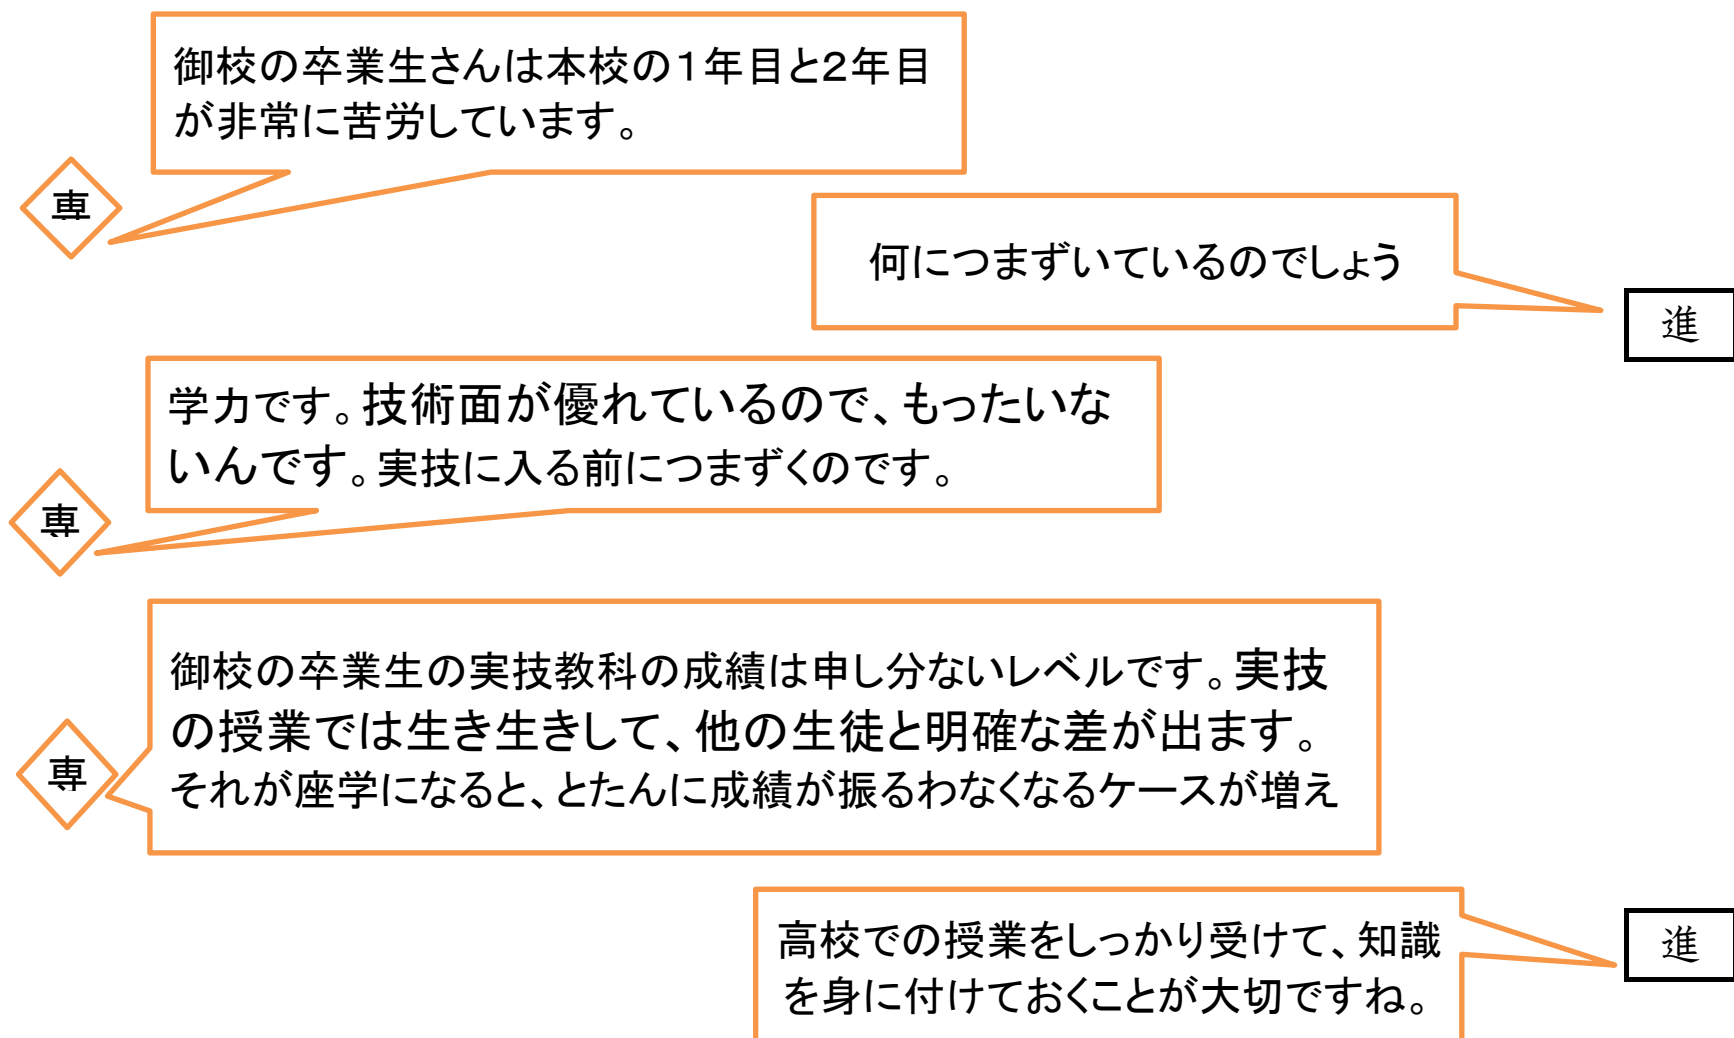 御校の卒業生さんは本校の1年目と2年目
が非常に苦労しています。
専
何につまずいているのでしょう
進
学力です。技術面が優れているので、もったいな
いんです。実技に入る前につまずくのです。
専
御校の卒業生の実技教科の成績は申し分ないレベルです。実技
の授業では生き生きして、他の生徒と明確な差が出ます。
それが座学になると、とたんに成績が振るわなくなるケースが増え
専
高校での授業をしっかり受けて、知識
を身に付けておくことが大切ですね。
進